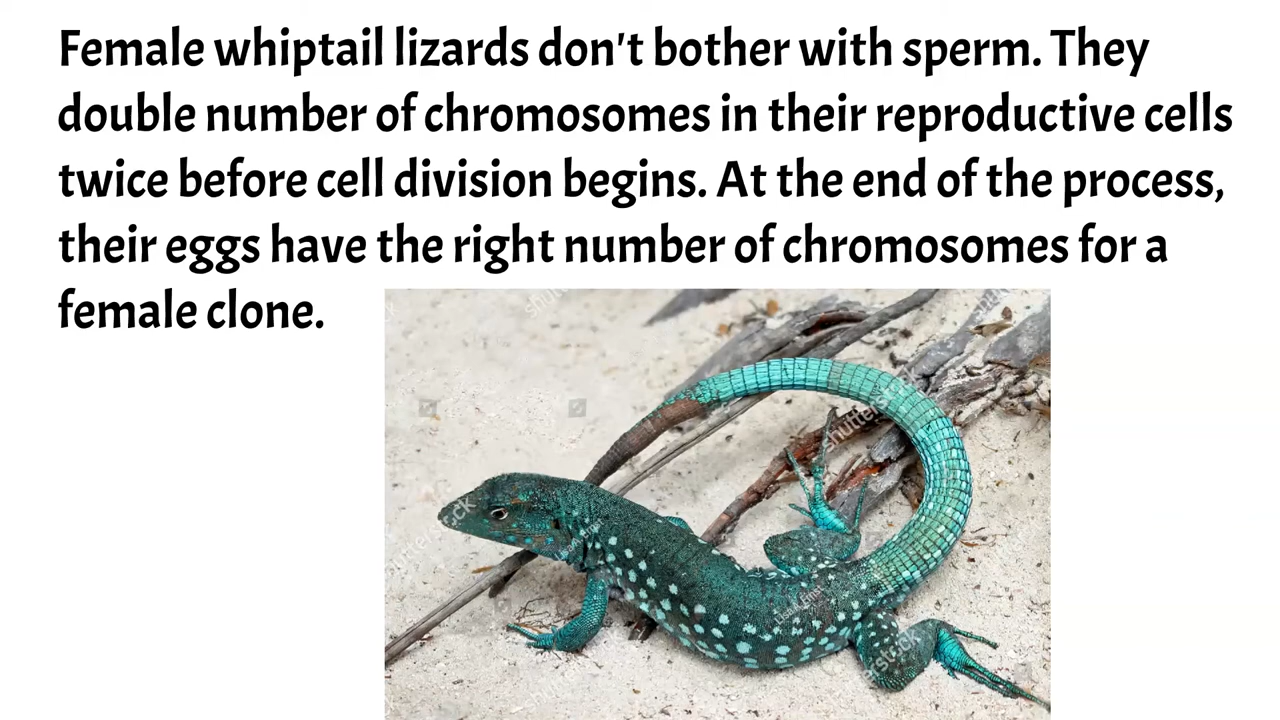 Female whiptail lizards don't bother with sperm. They
double number of chromosomes in their reproductive cells
twice before cell division begins. At the end of the process,
their eggs have the right number of chromosomes for a
female clone.
shutterstock
shutterstock